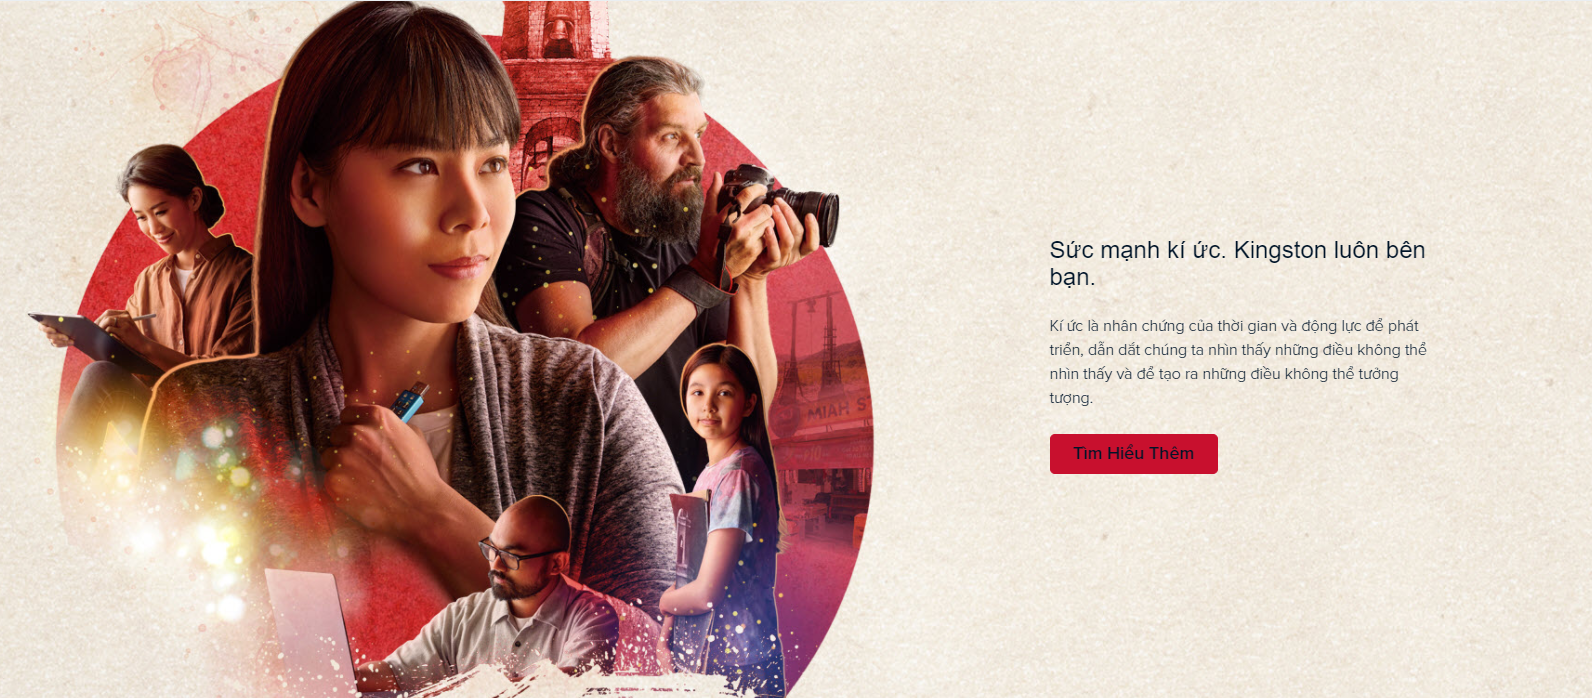 Sức mạnh kí ức. Kingston luôn bên
bạn.
Kí ức là nhân chứng của thời gian và động lực để phát
triển, dẫn dắt chúng ta nhìn thấy những điều không thể
nhìn thấy và để tạo ra những điều không thể tưởng
tượng.
Tìm Hiểu Thêm
MIAH S